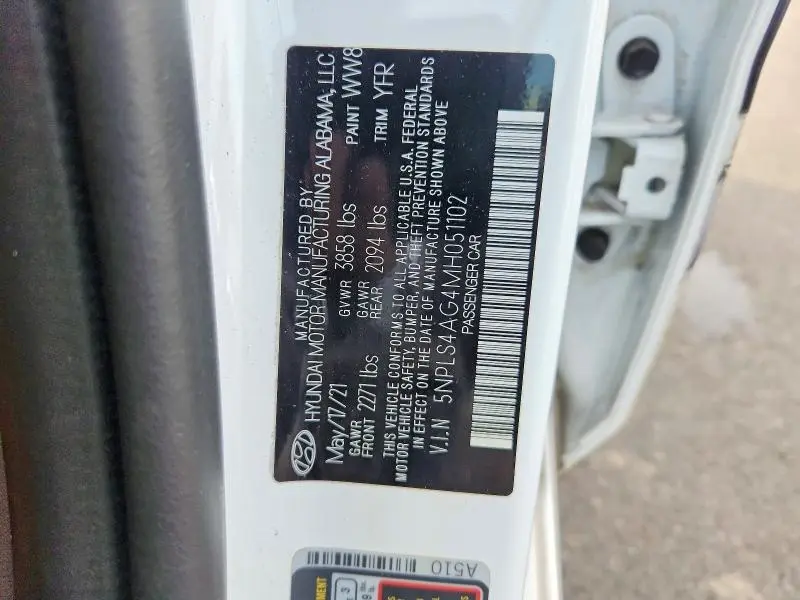 MANUFACTURED BY
HYUNDAI MOTOR MANUFACTURING ALABAMA, LLC
May/17/21 GVWR 3858 lbs PAINT WW8
GAWR FRONT 2271 lbs GAWR REAR 2094 lbs TRIM YFR
THIS VEHICLE CONFORMS TO ALL APPLICABLE U.S.A. FEDERAL
MOTOR VEHICLE SAFETY, BUMPER, AND THEFT PREVENTION STANDARDS
IN EFFECT ON THE DATE OF MANUFACTURE SHOWN ABOVE
V.I.N 5NPLS4AG4MH051102
PASSENGER CAR
A510
3